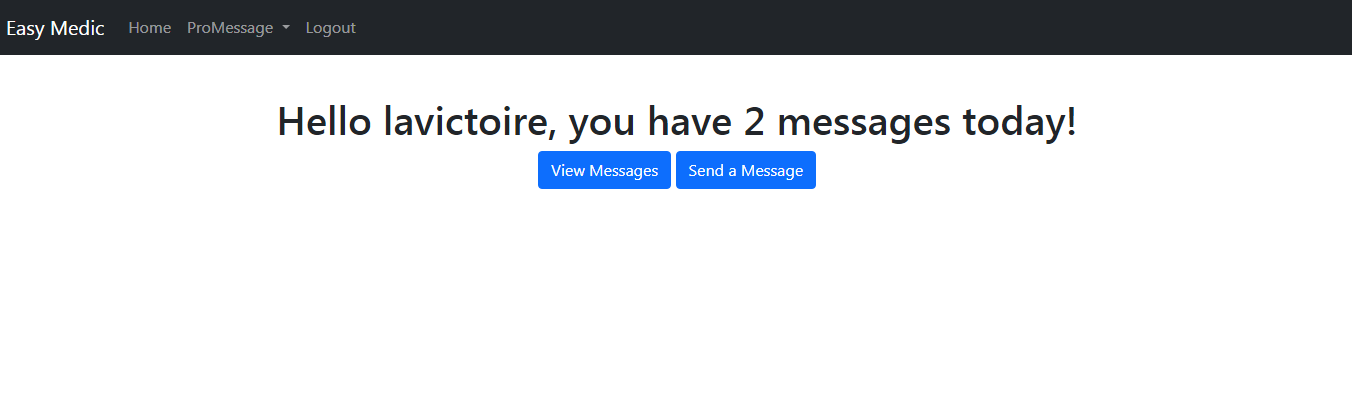 Easy Medic Home ProMessage Logout
Hello lavictoire, you have 2 messages today!
View Messages Send a Message